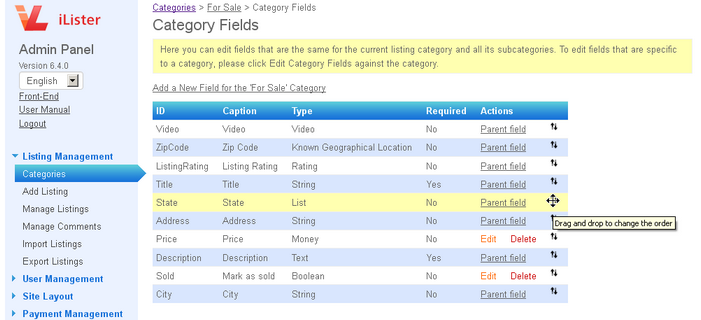 iLister
Admin Panel
Version 6.4.0
English
Front-End
User Manual
Logout
Listing Management
Categories
Add Listing
Manage Listings
Manage Comments
Import Listings
Export Listings
User Management
Site Layout
Payment Management
Categories > For Sale > Category Fields
Category Fields
Here you can edit fields that are the same for the current listing category and all its subcategories. To edit fields that are specific
to a category, please click Edit Category Fields against the category.
Add a New Field for the 'For Sale' Category
ID Caption Type Required Actions
Video Video Video No Parent field
ZipCode Zip Code Known Geographical Location No Parent field
ListingRating Listing Rating Rating No Parent field
Title Title String Yes Parent field
State State List No Parent field
Address Address String No Parent field
Drag and drop to change the order
Price Price Money No Edit Delete
Description Description Text Yes Parent field
Sold Mark as sold Boolean No Edit Delete
City City String No Parent field